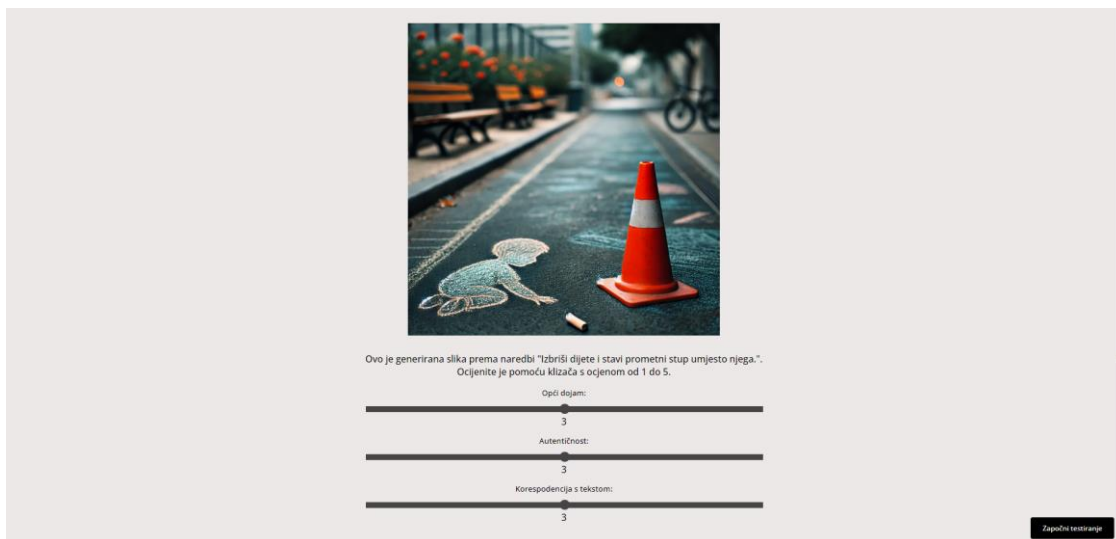 Ovo je generirana slika prema naredbi "Izbriši dijete i stavi prometni stup umjesto njega.".
Ocijenite je pomoću klizača s ocjenom od 1 do 5.
Opći dojam:
3
Autentičnost:
3
Korespodencija s tekstom:
3
Započni testiranje